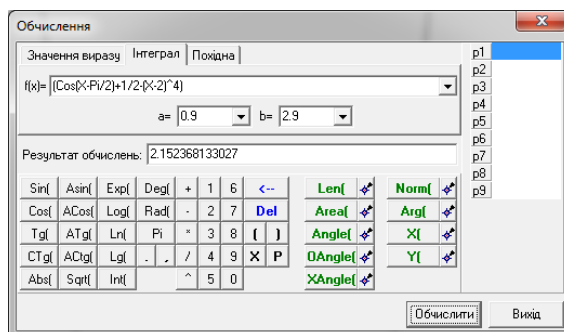 Обчислення
Значення виразу Інтеграл Похідна
f(x)= (Cos(X-Pi/2)+1/2-(X-2)^4)
a= 0.9 b= 2.9
Результат обчислень: 2.152368133027
Sin( Asin( Exp( Deg( + 1 6 <-- Len( Norm(
Cos( ACos( Log( Rad( - 2 7 Del Area( Arg(
Tg( ATg( Ln( Pi * 3 8 ( ) Angle( X(
CTg( ACtg( Lg( . , / 4 9 X P OAngle( Y(
Abs( Sqrt( Int( ^ 5 0 XAngle(
p1
p2
p3
p4
p5
p6
p7
p8
p9
Обчислити Вихід